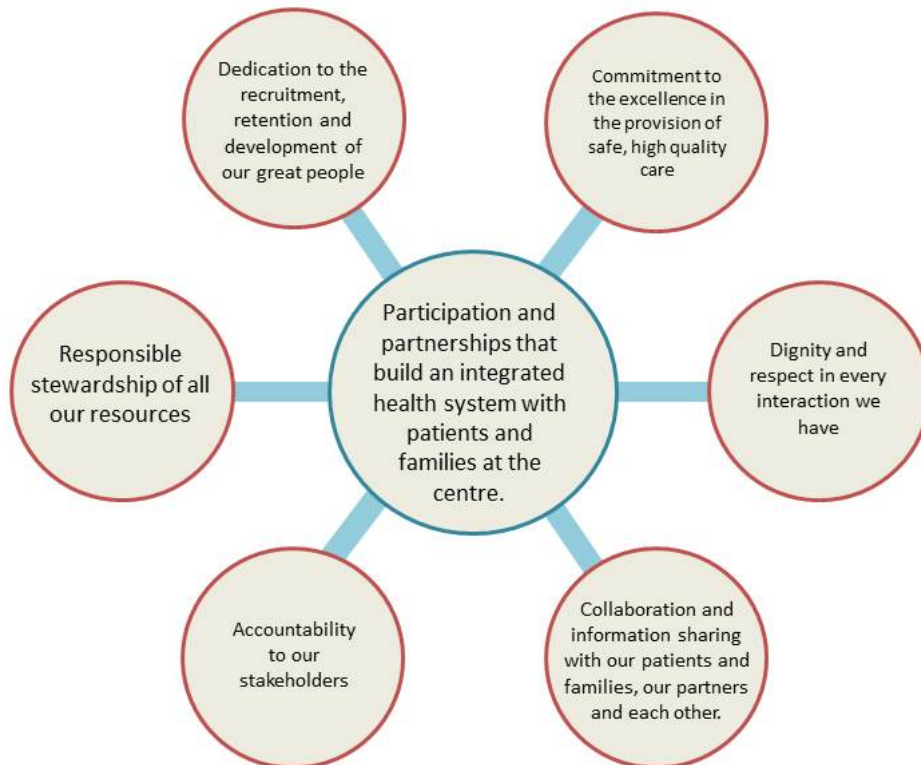 Dedication to the
recruitment,
retention and
development of
our great people
Commitment to
the excellence in
the provision of
safe, high quality
care
Participation and
partnerships that
build an integrated
health system with
patients and
families at the
centre.
Responsible
stewardship of all
our resources
Dignity and
respect in every
interaction we
have
Accountability
to our
stakeholders
Collaboration and
information sharing
with our patients and
families, our partners
and each other.